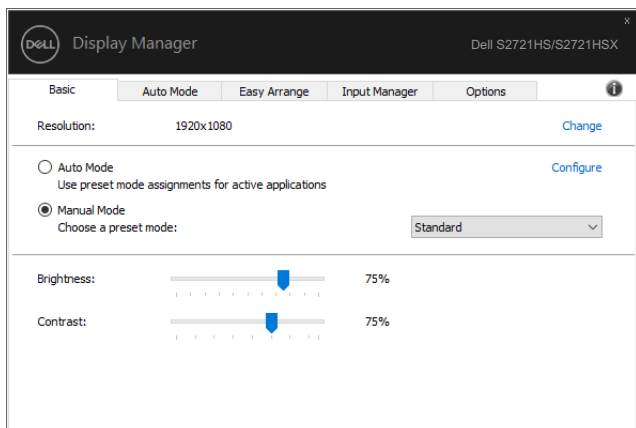 x
DELL Display Manager Dell S2721HS/S2721HSX
Basic Auto Mode Easy Arrange Input Manager Options i
Resolution: 1920x1080 Change
Auto Mode Configure
Use preset mode assignments for active applications
Manual Mode
Choose a preset mode: Standard
Brightness: 75%
Contrast: 75%